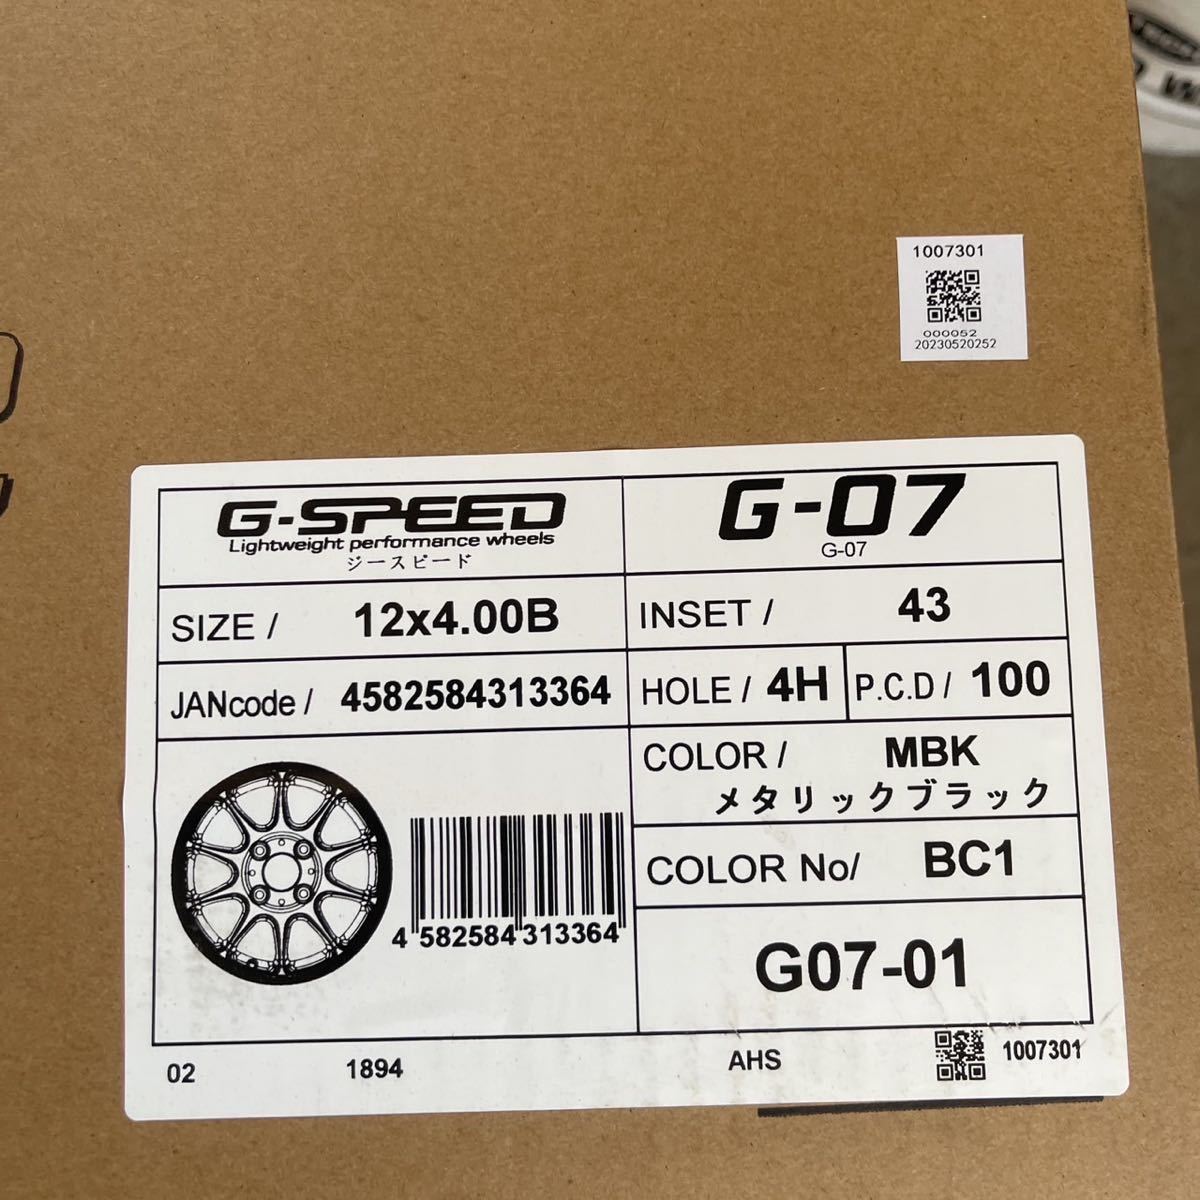 1007301
000052
20230520252
G-SPEED
Lightweight performance wheels
ジースピード
G-07
G-07
SIZE / 12x4.00B
INSET / 43
JANcode / 4582584313364
HOLE / 4H
P.C.D / 100
COLOR / MBK
メタリックブラック
COLOR No/ BC1
4 582584 313364
G07-01
02 1894 AHS 1007301